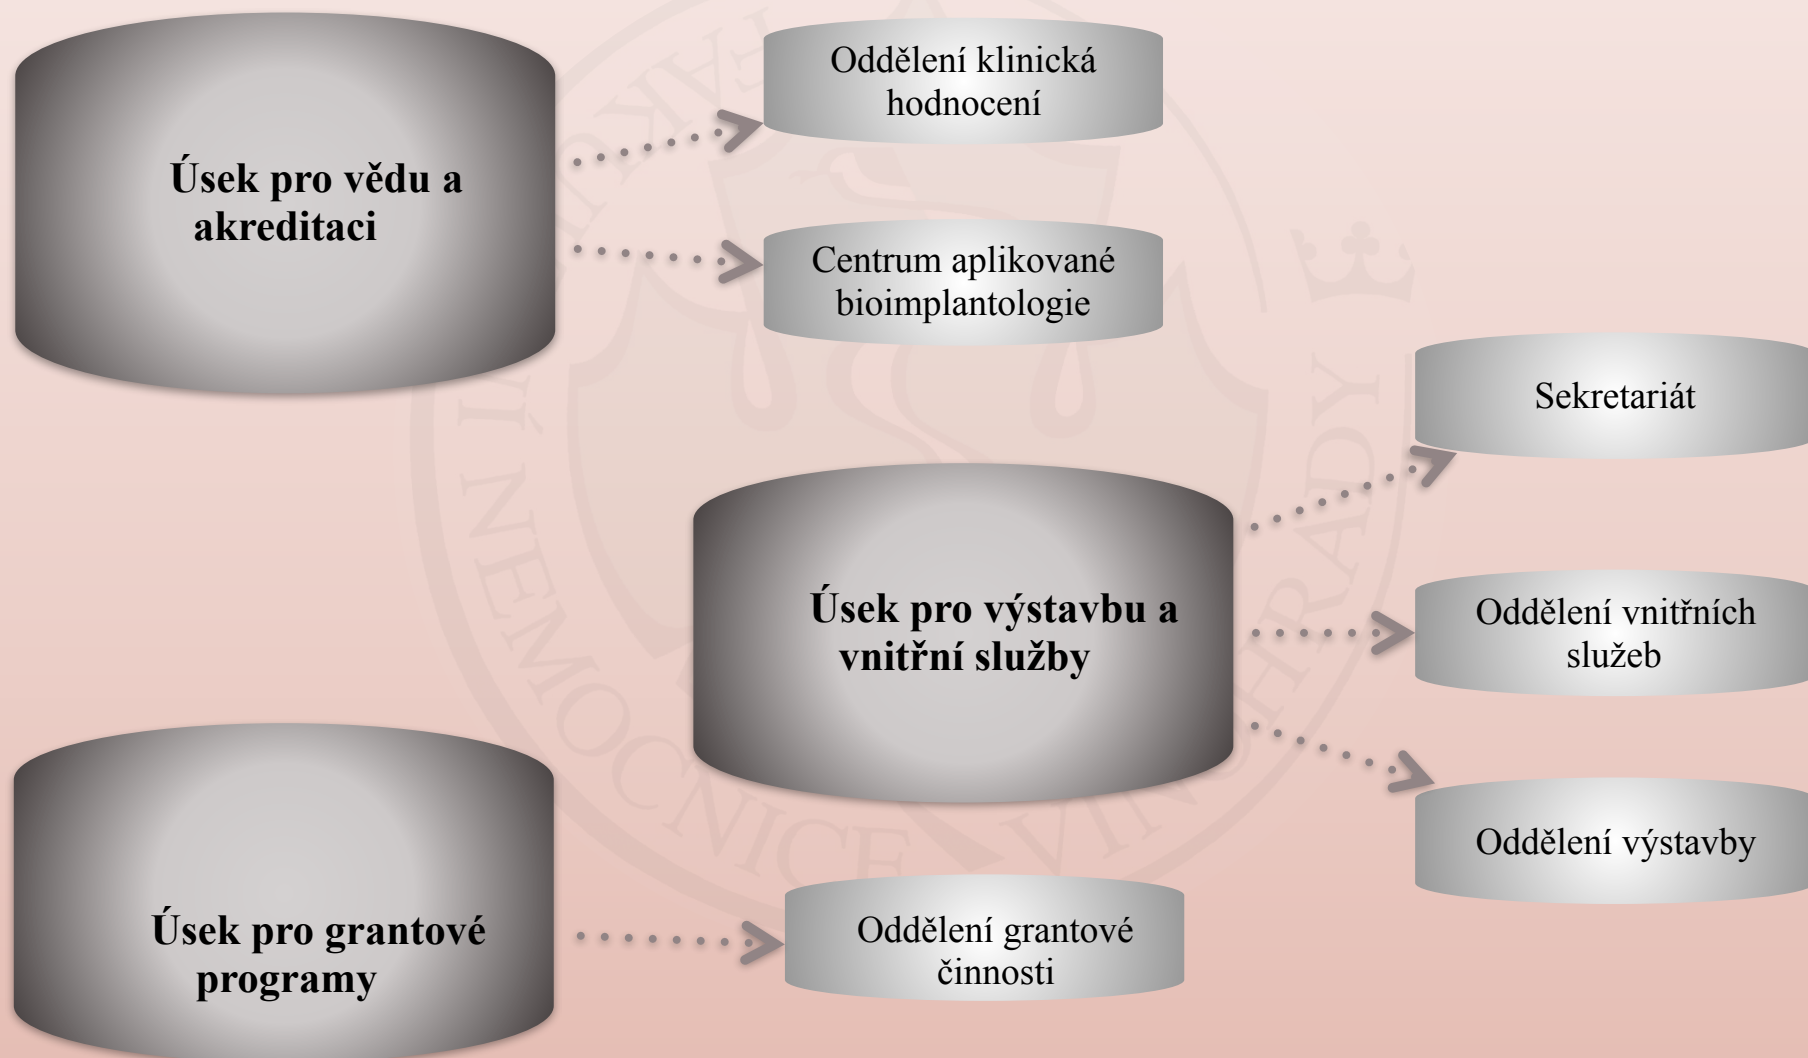 Oddělení klinická
hodnocení
Úsek pro vědu a
akreditaci
Centrum aplikované
bioimplantologie
Sekretariát
Úsek pro výstavbu a
vnitřní služby
Oddělení vnitřních
služeb
Oddělení výstavby
Úsek pro grantové
programy
Oddělení grantové
činnosti
NEMOCNICE